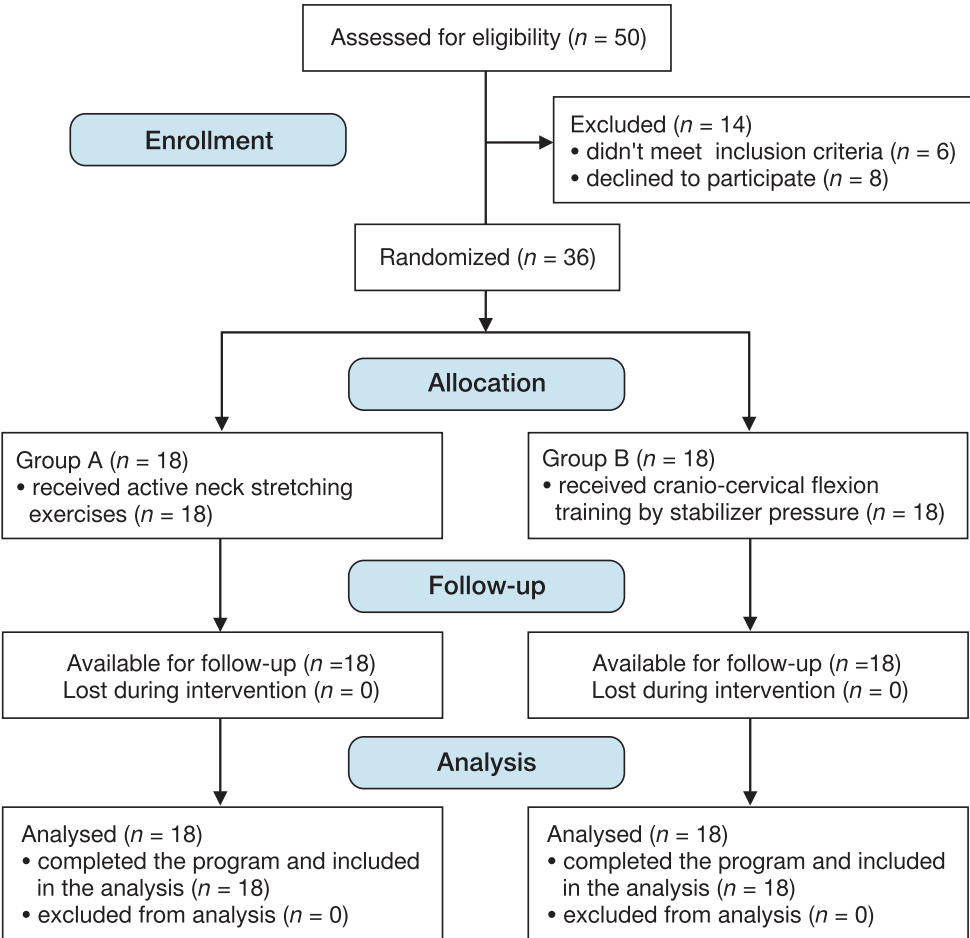 Assessed for eligibility (n = 50)
Enrollment
Excluded (n = 14)
• didn't meet inclusion criteria (n = 6)
• declined to participate (n = 8)
Randomized (n = 36)
Allocation
Group A (n = 18)
• received active neck stretching
exercises (n = 18)
Group B (n = 18)
• received cranio-cervical flexion
training by stabilizer pressure (n = 18)
Follow-up
Available for follow-up (n =18)
Lost during intervention (n = 0)
Available for follow-up (n =18)
Lost during intervention (n = 0)
Analysis
Analysed (n = 18)
• completed the program and included
in the analysis (n = 18)
• excluded from analysis (n = 0)
Analysed (n = 18)
• completed the program and included
in the analysis (n = 18)
• excluded from analysis (n = 0)